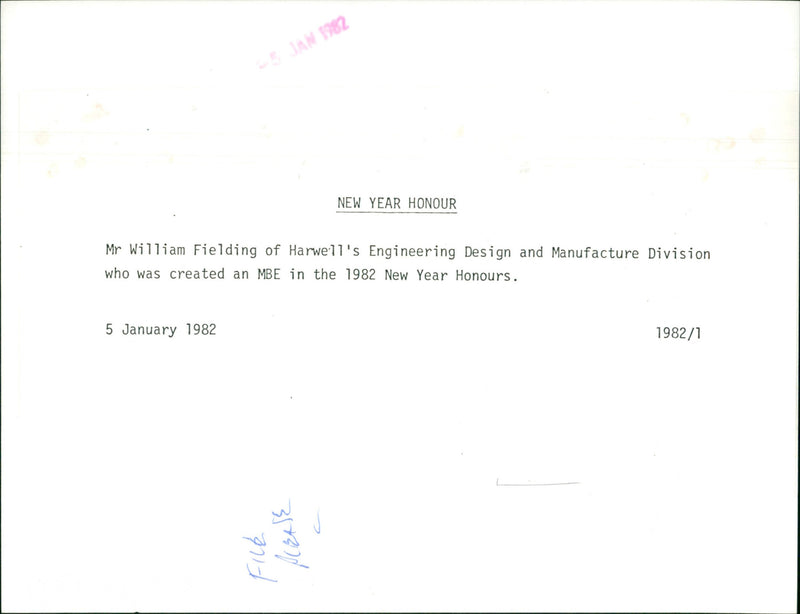 5 JAN 1982
NEW YEAR HONOUR
Mr William Fielding of Harwell's Engineering Design and Manufacture Division
who was created an MBE in the 1982 New Year Honours.
5 January 1982 1982/1
FILE
PLEASE